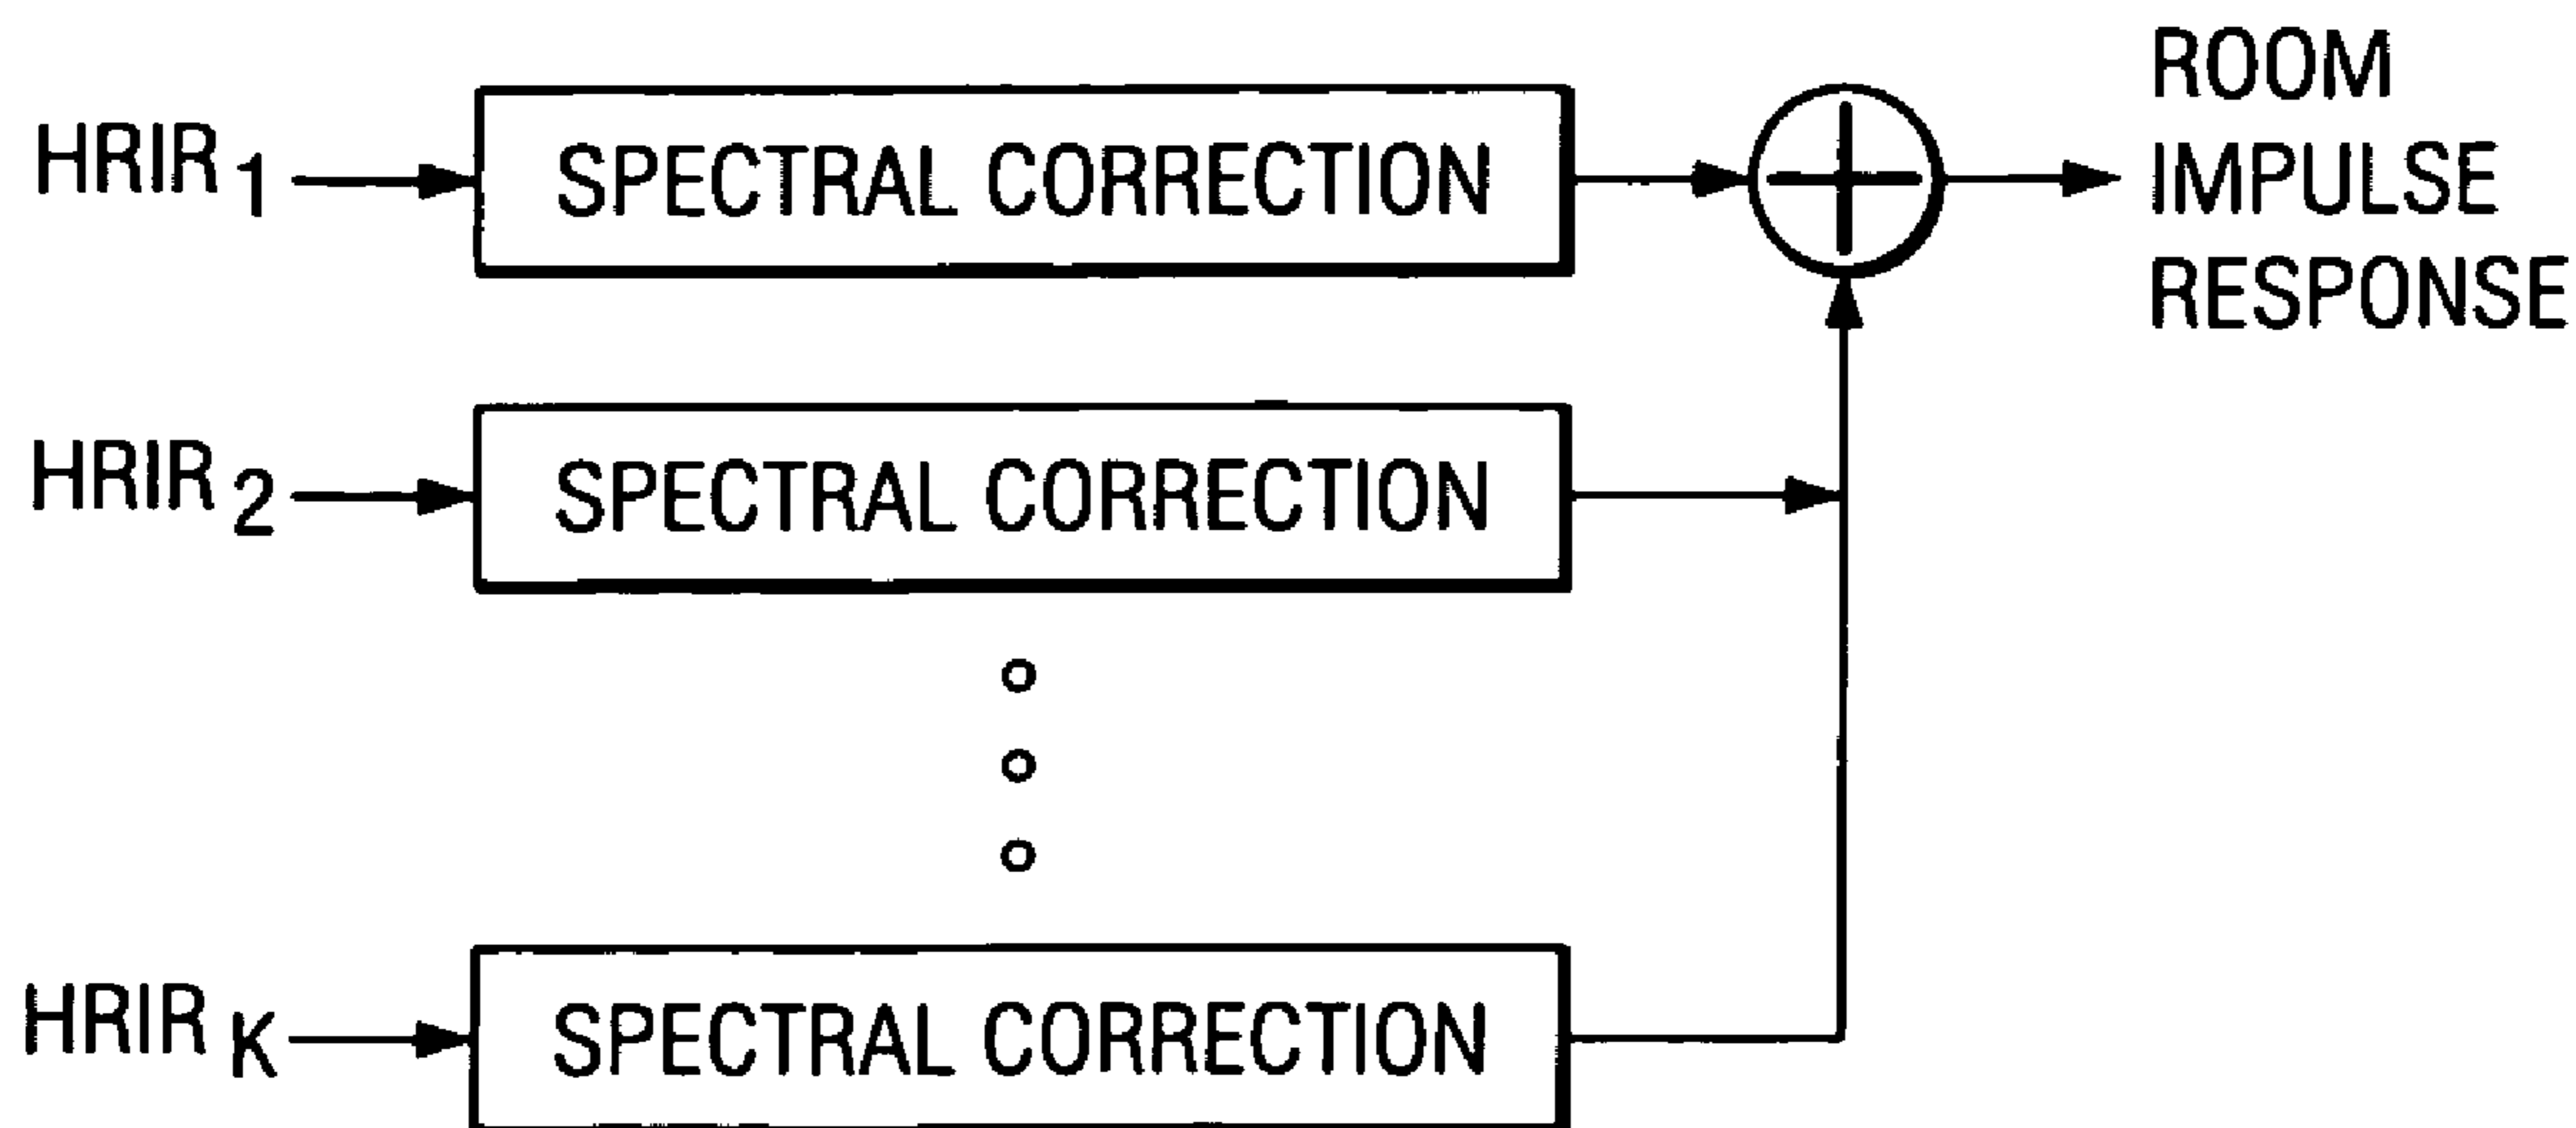 HRIR 1
SPECTRAL CORRECTION
ROOM
IMPULSE
RESPONSE
HRIR 2
SPECTRAL CORRECTION
HRIR K
SPECTRAL CORRECTION